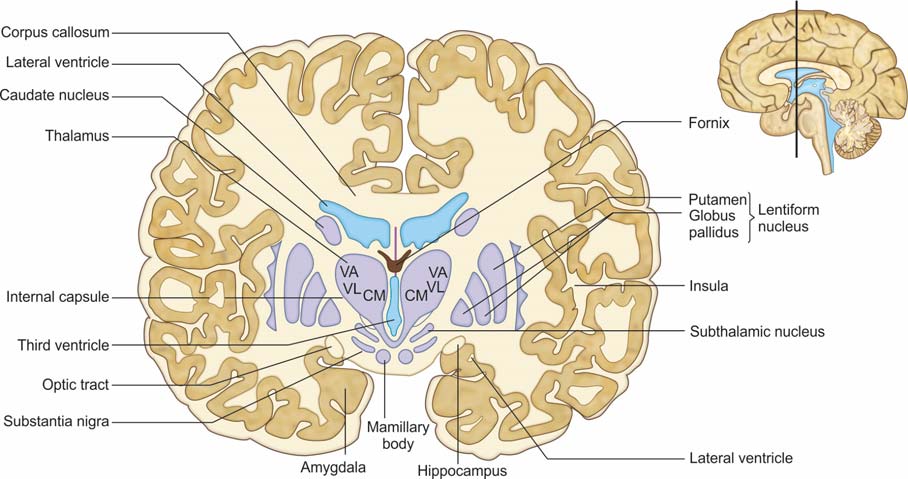 Corpus callosum
Lateral ventricle
Caudate nucleus
Thalamus
Internal capsule
Third ventricle
Optic tract
Substantia nigra
VA
VL
CM
VA
VL
CM
Amygdala
Mamillary
body
Hippocampus
Fornix
Putamen
Globus
pallidus
Lentiform
nucleus
Insula
Subthalamic nucleus
Lateral ventricle